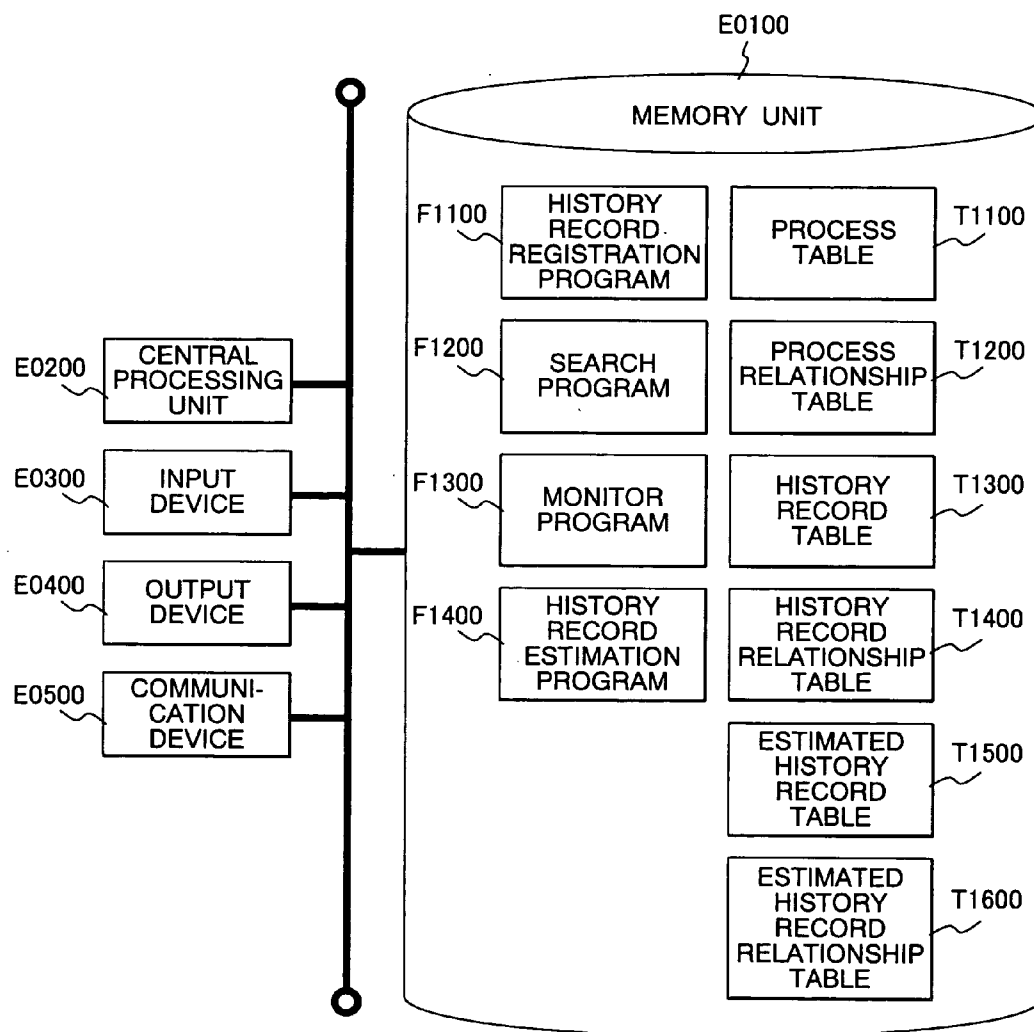 E0100
MEMORY UNIT
F1100
HISTORY
RECORD
REGISTRATION
PROGRAM
PROCESS
TABLE
T1100
E0200
CENTRAL
PROCESSING
UNIT
F1200
SEARCH
PROGRAM
PROCESS
RELATIONSHIP
TABLE
T1200
E0300
INPUT
DEVICE
F1300
MONITOR
PROGRAM
HISTORY
RECORD
TABLE
T1300
E0400
OUTPUT
DEVICE
F1400
HISTORY
RECORD
ESTIMATION
PROGRAM
HISTORY
RECORD
RELATIONSHIP
TABLE
T1400
E0500
COMMUNI-
CATION
DEVICE
ESTIMATED
HISTORY
RECORD
TABLE
T1500
ESTIMATED
HISTORY
RECORD
RELATIONSHIP
TABLE
T1600